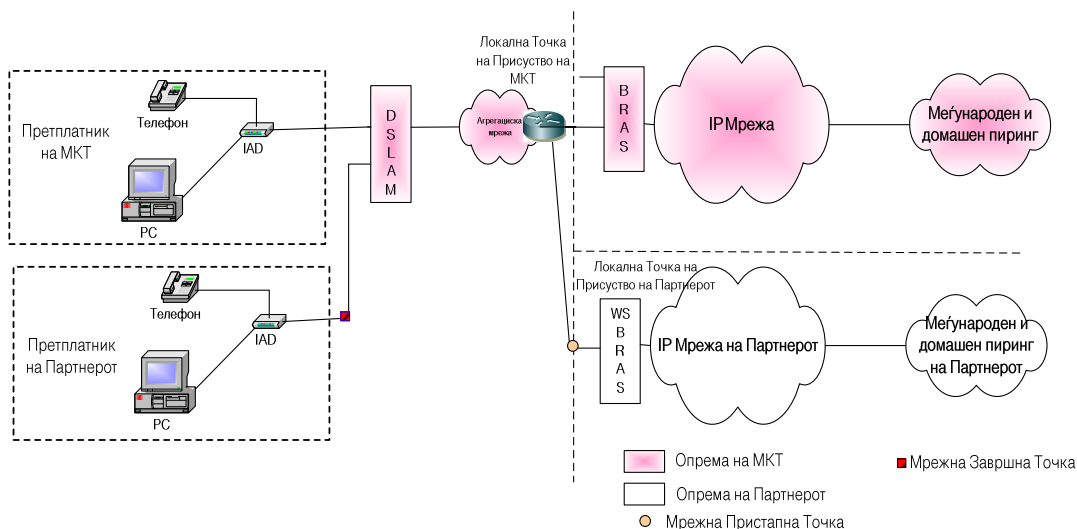 Локална Точка
на Присуство на
МКТ
Претплатник
на МКТ
Телефон
IAD
PC
D
S
L
A
M
Агрегациска
мрежа
B
R
A
S
IP Мрежа
Меѓународен и
домашен пиринг
Претплатник
на Партнерот
Телефон
IAD
PC
Локална Точка на
Присуство на Партнерот
WS
B
R
A
S
IP Мрежа на Партнерот
Меѓународен и
домашен пиринг
на Партнерот
Опрема на МКТ
Мрежна Завршна Точка
Опрема на Партнерот
Мрежна Пристапна Точка